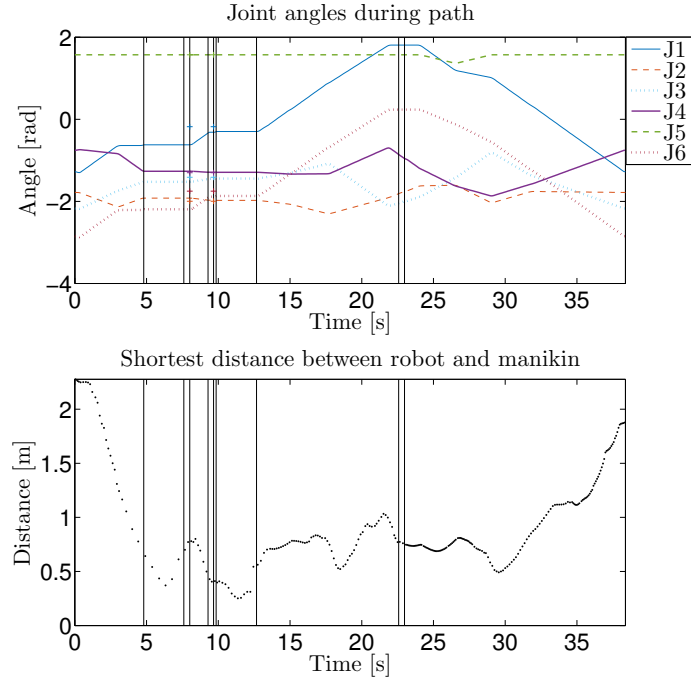 Joint angles during path
2
0
−2
−4
Angle [rad]
0 5 10 15 20 25 30 35
Time [s]
J1
J2
J3
J4
J5
J6
Shortest distance between robot and manikin
2
1.5
1
0.5
0
Distance [m]
0 5 10 15 20 25 30 35
Time [s]